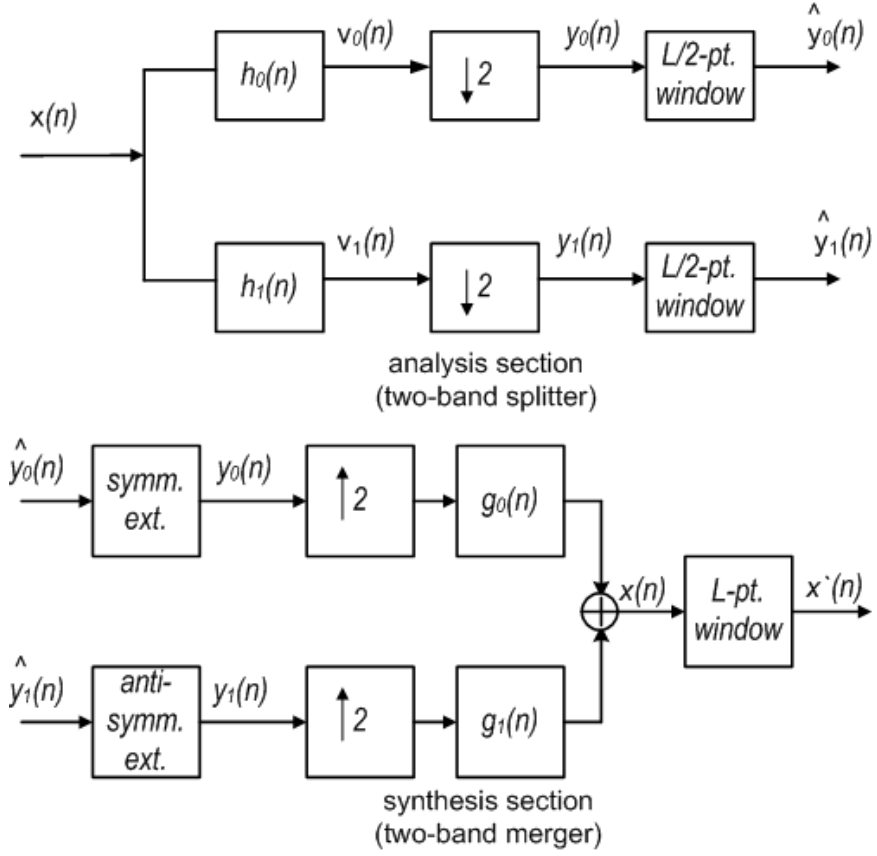 x(n)
h₀(n)
v₀(n)
↓2
y₀(n)
L/2-pt.
window
ŷ₀(n)
h₁(n)
v₁(n)
↓2
y₁(n)
L/2-pt.
window
ŷ₁(n)
analysis section
(two-band splitter)
ŷ₀(n)
symm.
ext.
y₀(n)
↑2
g₀(n)
x(n)
L-pt.
window
x`(n)
ŷ₁(n)
anti-
symm.
ext.
y₁(n)
↑2
g₁(n)
synthesis section
(two-band merger)